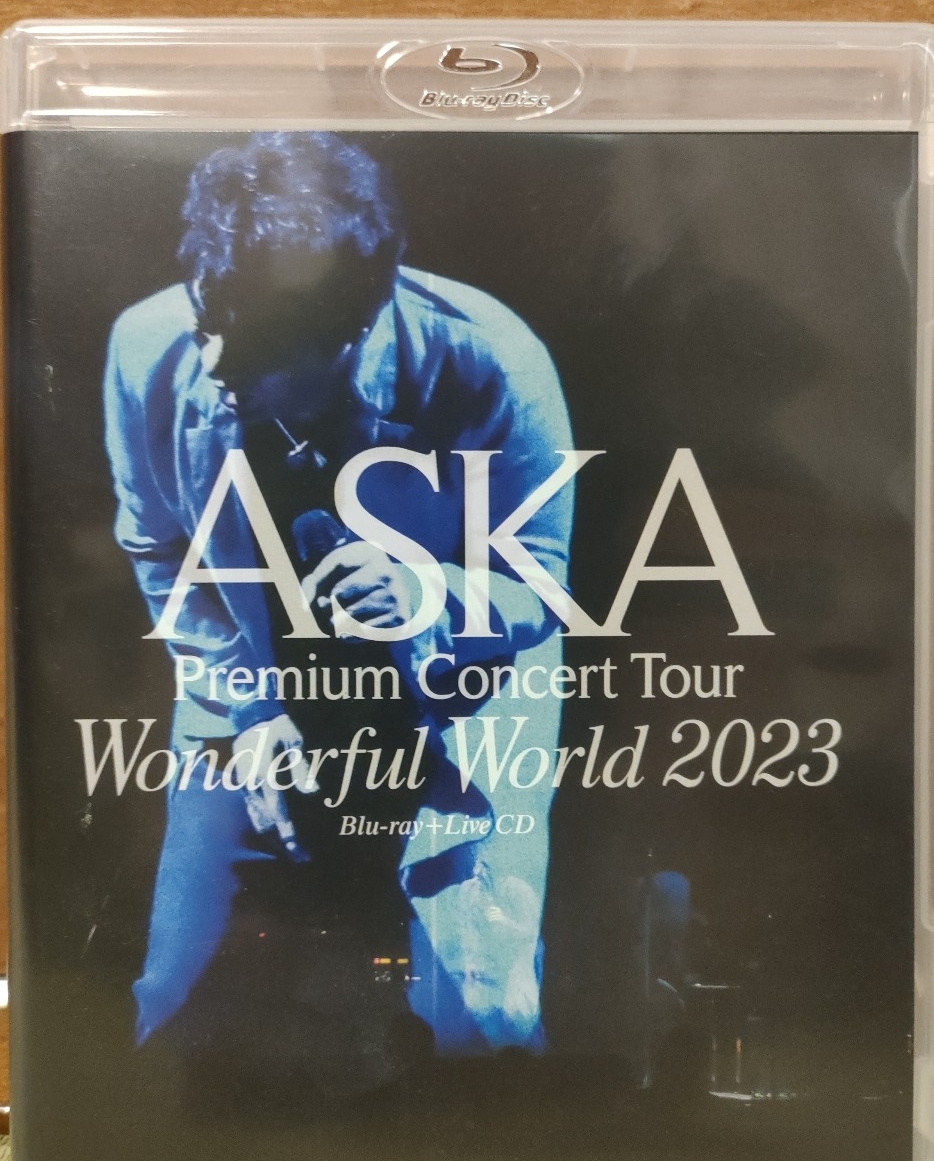 Blu-ray Disc
ASKA
Premium Concert Tour
Wonderful World 2023
Blu-ray+Live CD